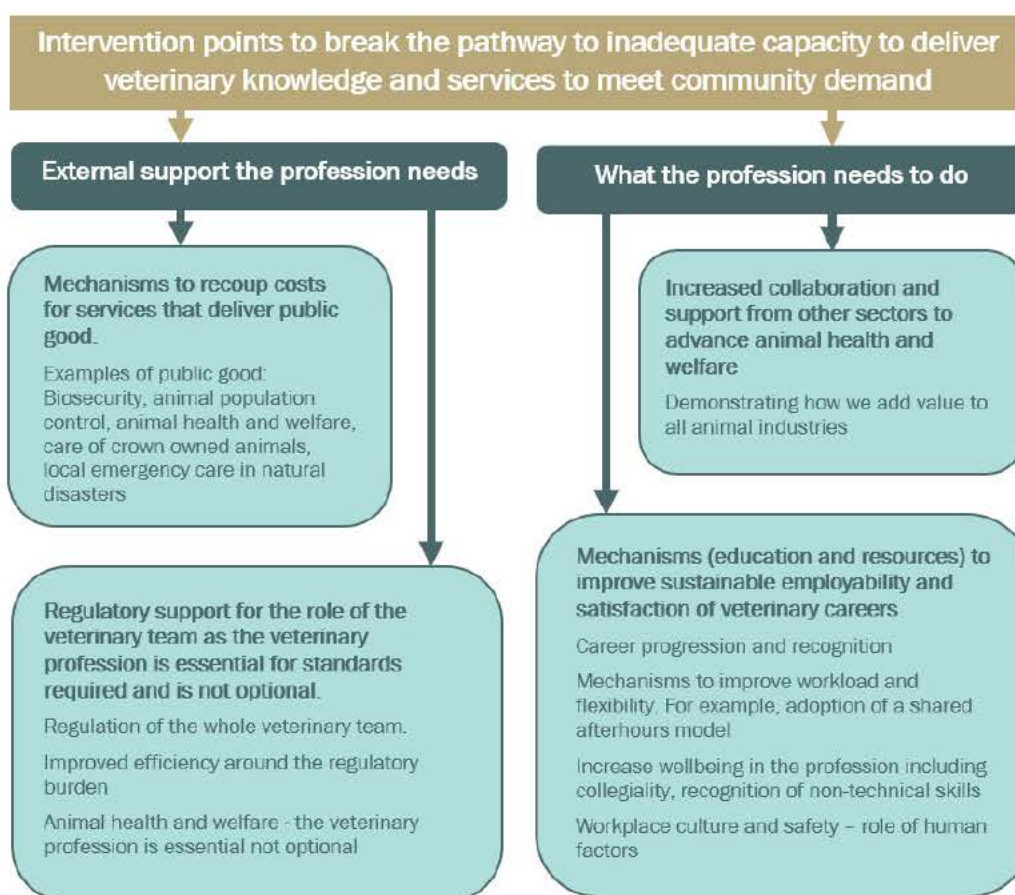 Intervention points to break the pathway to inadequate capacity to deliver
veterinary knowledge and services to meet community demand
External support the profession needs
Mechanisms to recoup costs
for services that deliver public
good.
Examples of public good:
Biosecurity, animal population
control, animal health and welfare,
care of crown owned animals,
local emergency care in natural
disasters
Regulatory support for the role of the
veterinary team as the veterinary
profession is essential for standards
required and is not optional.
Regulation of the whole veterinary team.
Improved efficiency around the regulatory
burden
Animal health and welfare - the veterinary
profession is essential not optional
What the profession needs to do
Increased collaboration and
support from other sectors to
advance animal health and
welfare
Demonstrating how we add value to
all animal industries
Mechanisms (education and resources) to
improve sustainable employability and
satisfaction of veterinary careers
Career progression and recognition
Mechanisms to improve workload and
flexibility. For example, adoption of a shared
afterhours model
Increase wellbeing in the profession including
collegiality, recognition of non-technical skills
Workplace culture and safety – role of human
factors